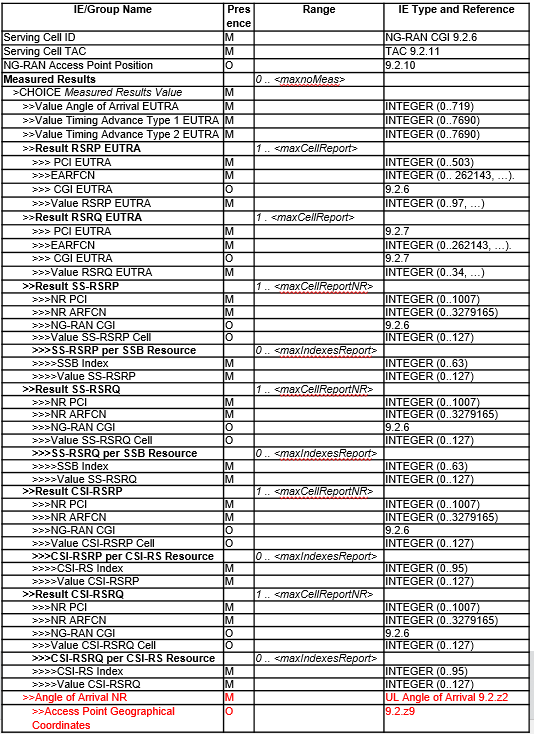 IE/Group Name Pres ence Range IE Type and Reference
Serving Cell ID M NG-RAN CGI 9.2.6
Serving Cell TAC M TAC 9.2.11
NG-RAN Access Point Position O 9.2.10
Measured Results 0 .. <maxnoMeas>
>CHOICE Measured Results Value M
>>Value Angle of Arrival EUTRA M INTEGER (0..719)
>>Value Timing Advance Type 1 EUTRA M INTEGER (0..7690)
>>Value Timing Advance Type 2 EUTRA M INTEGER (0..7690)
>>Result RSRP EUTRA 1 .. <maxCellReport>
>>> PCI EUTRA M INTEGER (0..503)
>>>EARFCN M INTEGER (0.. 262143, …).
>>> CGI EUTRA O 9.2.6
>>>Value RSRP EUTRA M INTEGER (0..97, …)
>>Result RSRQ EUTRA 1 . <maxCellReport>
>>> PCI EUTRA M 9.2.7
>>>EARFCN M INTEGER (0..262143, …).
>>> CGI EUTRA O 9.2.7
>>>Value RSRQ EUTRA M INTEGER (0..34, …)
>>Result SS-RSRP 1 .. <maxCellReportNR>
>>>NR PCI M INTEGER (0..1007)
>>>NR ARFCN M INTEGER (0..3279165)
>>>NG-RAN CGI O 9.2.6
>>>Value SS-RSRP Cell O INTEGER (0..127)
>>>SS-RSRP per SSB Resource 0 .. <maxIndexesReport>
>>>>SSB Index M INTEGER (0..63)
>>>>Value SS-RSRP M INTEGER (0..127)
>>Result SS-RSRQ 1 .. <maxCellReportNR>
>>>NR PCI M INTEGER (0..1007)
>>>NR ARFCN M INTEGER (0..3279165)
>>>NG-RAN CGI O 9.2.6
>>>Value SS-RSRQ Cell O INTEGER (0..127)
>>>SS-RSRQ per SSB Resource 0 .. <maxIndexesReport>
>>>>SSB Index M INTEGER (0..63)
>>>>Value SS-RSRQ M INTEGER (0..127)
>>Result CSI-RSRP 1 .. <maxCellReportNR>
>>>NR PCI M INTEGER (0..1007)
>>>NR ARFCN M INTEGER (0..3279165)
>>>NG-RAN CGI O 9.2.6
>>>Value CSI-RSRP Cell O INTEGER (0..127)
>>>CSI-RSRP per CSI-RS Resource 0 .. <maxIndexesReport>
>>>>CSI-RS Index M INTEGER (0..95)
>>>>Value CSI-RSRP M INTEGER (0..127)
>>Result CSI-RSRQ 1 .. <maxCellReportNR>
>>>NR PCI M INTEGER (0..1007)
>>>NR ARFCN M INTEGER (0..3279165)
>>>NG-RAN CGI O 9.2.6
>>>Value CSI-RSRQ Cell O INTEGER (0..127)
>>>CSI-RSRQ per CSI-RS Resource 0 .. <maxIndexesReport>
>>>>CSI-RS Index M INTEGER (0..95)
>>>>Value CSI-RSRQ M INTEGER (0..127)
>>Angle of Arrival NR M UL Angle of Arrival 9.2.z2
>>Access Point Geographical O 9.2.z9
Coordinates